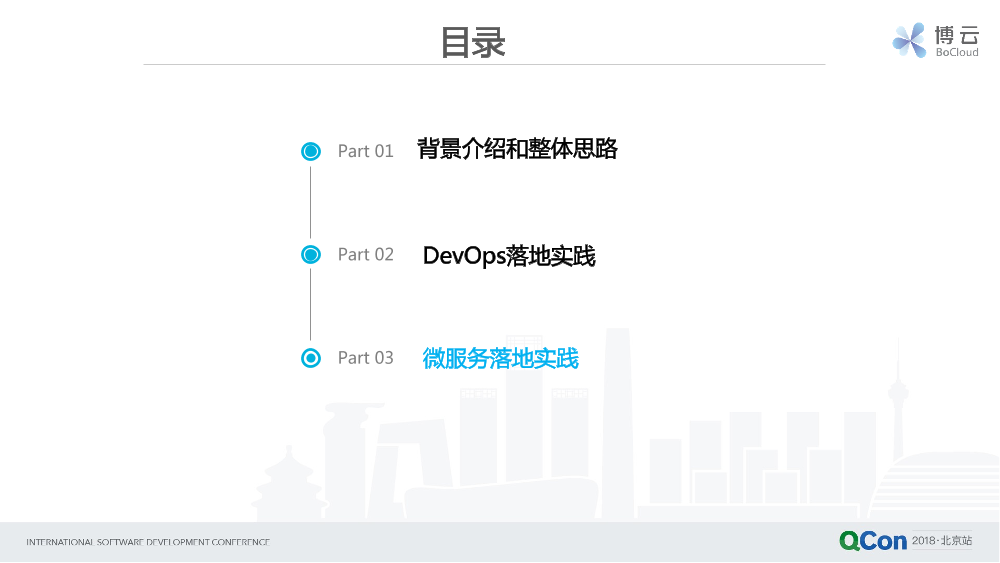 目录
博云
BoCloud
Part 01 背景介绍和整体思路
Part 02 DevOps落地实践
Part 03 微服务落地实践
INTERNATIONAL SOFTWARE DEVELOPMENT CONFERENCE
QCon 2018·北京站